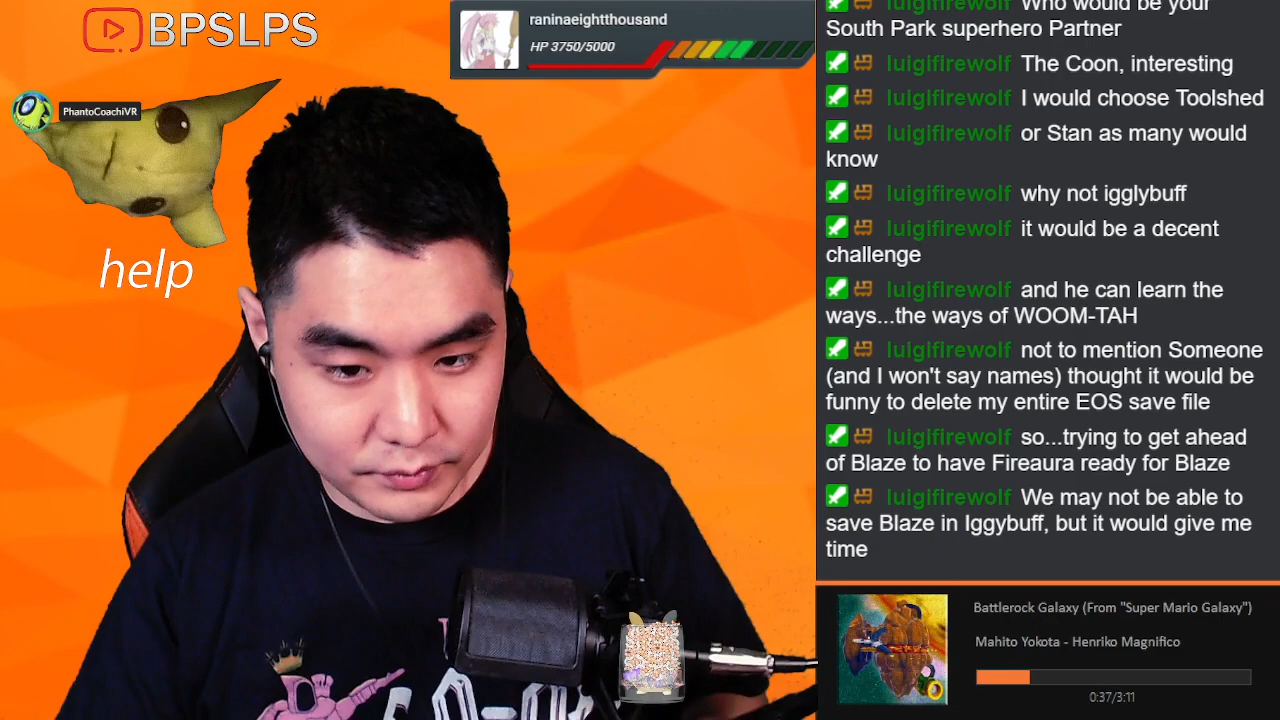 BPSLPS
raninaeightthousand
HP 3750/5000
PhantoCoachiVR
help
luigifirewolf Who would be your
South Park superhero Partner
luigifirewolf The Coon, interesting
luigifirewolf I would choose Toolshed
luigifirewolf or Stan as many would
know
luigifirewolf why not igglybuff
luigifirewolf it would be a decent
challenge
luigifirewolf and he can learn the
ways...the ways of WOOM-TAH
luigifirewolf not to mention Someone
(and I won't say names) thought it would be
funny to delete my entire EOS save file
luigifirewolf so...trying to get ahead
of Blaze to have Fireaura ready for Blaze
luigifirewolf We may not be able to
save Blaze in Iggybuff, but it would give me
time
Battlerock Galaxy (From "Super Mario Galaxy")
Mahito Yokota - Henriko Magnifico
0:37/3:11